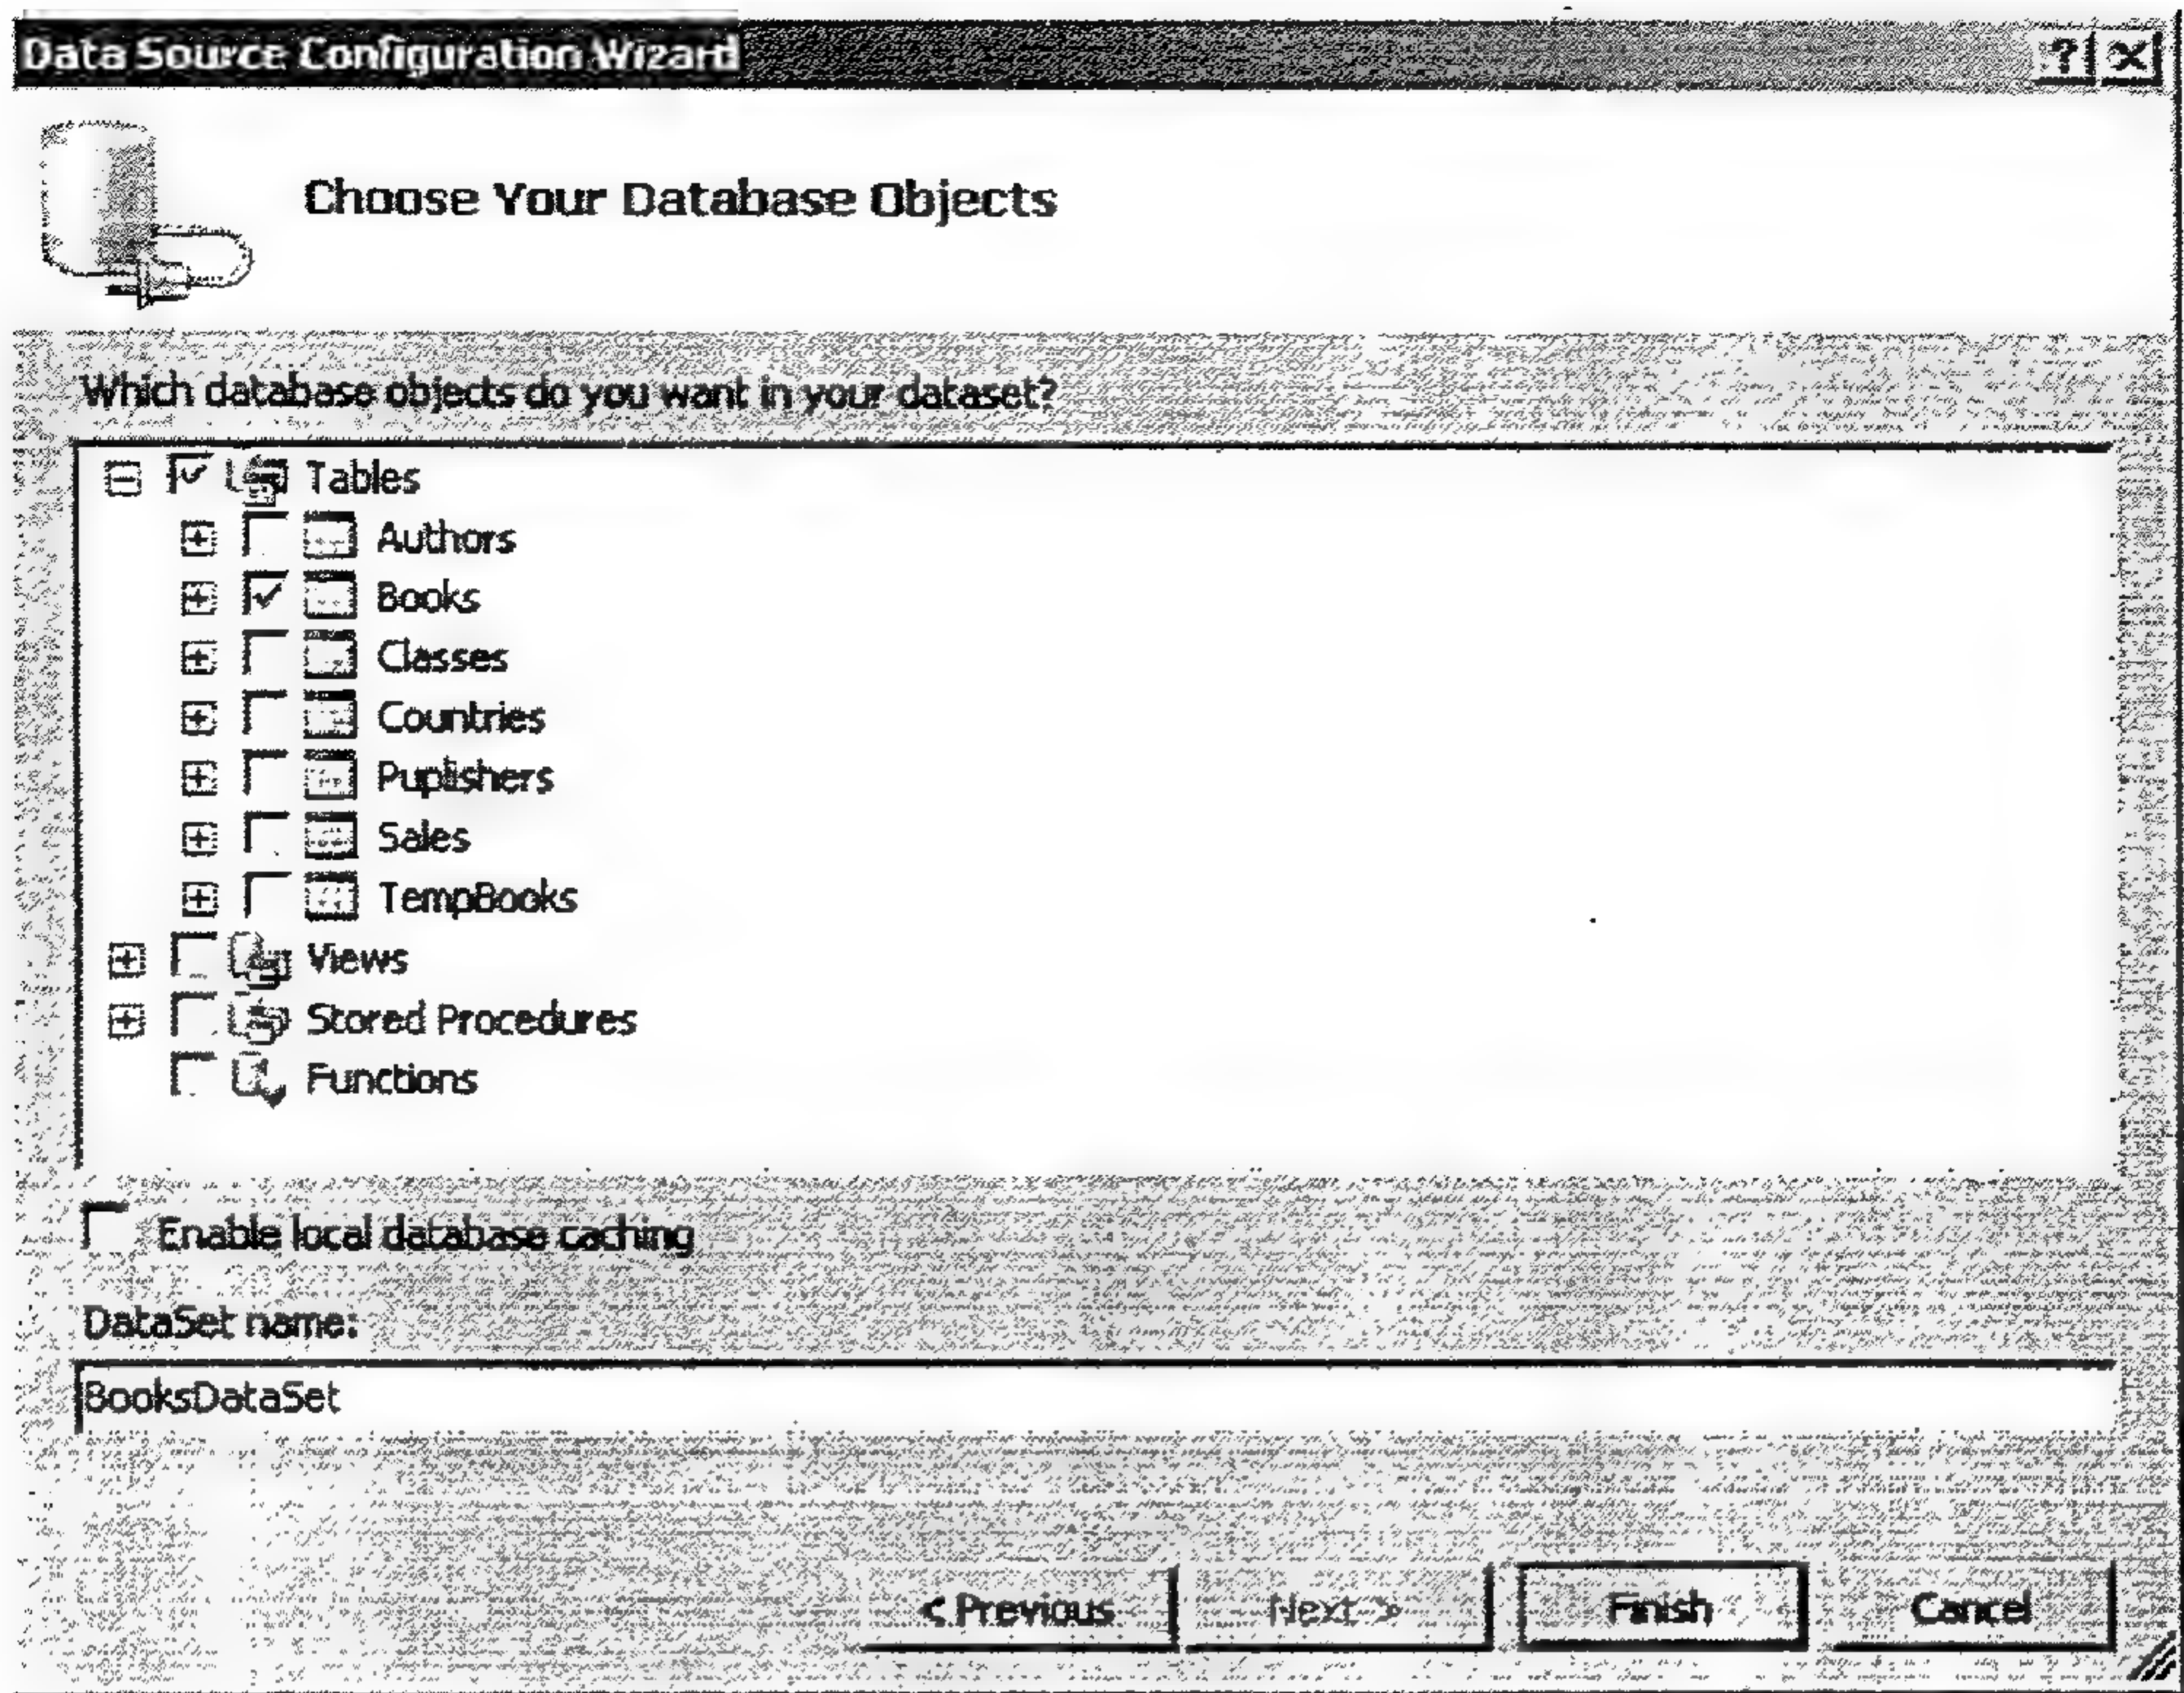 Data Source Configuration Wizard
Choose Your Database Objects
Which database objects do you want in your dataset?
Tables
Authors
Books
Classes
Countries
Puplishers
Sales
TempBooks
Views
Stored Procedures
Functions
Enable local database caching
DataSet name:
BooksDataSet
< Previous Next > Finish Cancel